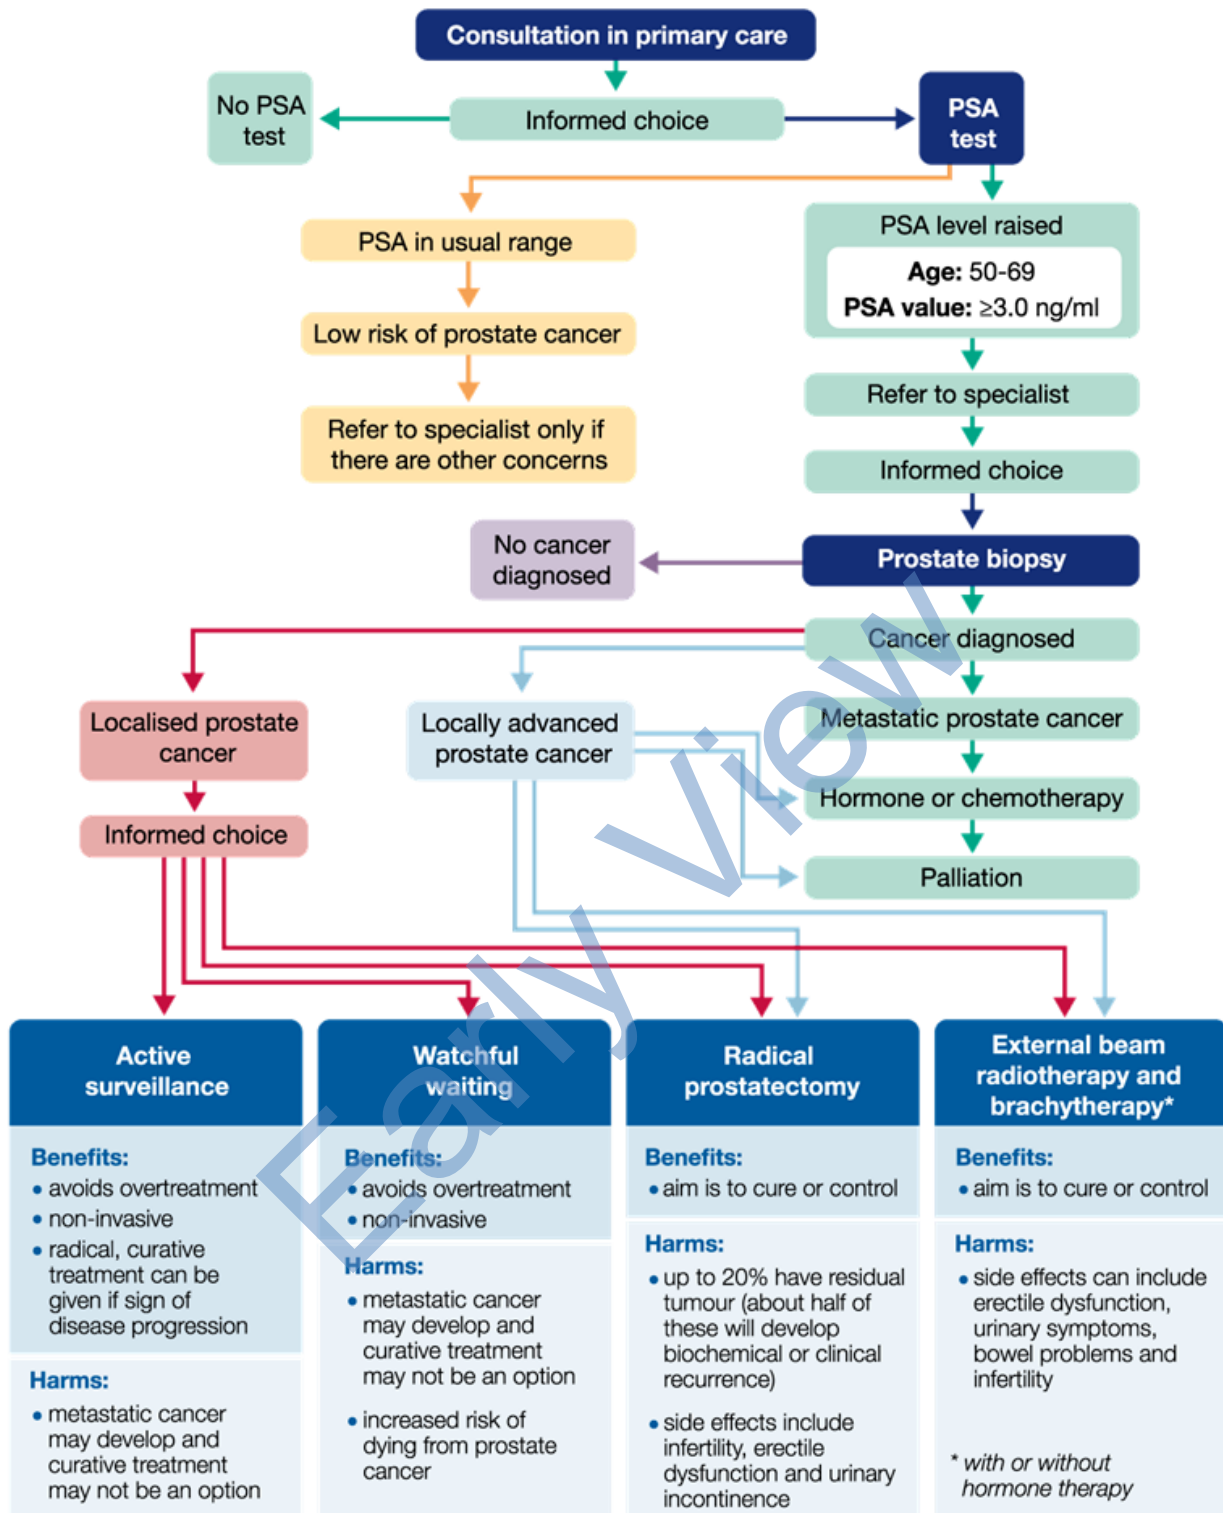 Consultation in primary care
No PSA
test
Informed choice
PSA
test
PSA in usual range
Low risk of prostate cancer
Refer to specialist only if
there are other concerns
PSA level raised
Age: 50-69
PSA value: ≥3.0 ng/ml
Refer to specialist
Informed choice
Prostate biopsy
No cancer
diagnosed
Cancer diagnosed
Localised prostate
cancer
Informed choice
Locally advanced
prostate cancer
Metastatic prostate cancer
Hormone or chemotherapy
Palliation
Early View
Active
surveillance
Benefits:
• avoids overtreatment
• non-invasive
• radical, curative
treatment can be
given if sign of
disease progression
Harms:
• metastatic cancer
may develop and
curative treatment
may not be an option
Watchful
waiting
Benefits:
• avoids overtreatment
• non-invasive
Harms:
• metastatic cancer
may develop and
curative treatment
may not be an option
• increased risk of
dying from prostate
cancer
Radical
prostatectomy
Benefits:
• aim is to cure or control
Harms:
• up to 20% have residual
tumour (about half of
these will develop
biochemical or clinical
recurrence)
• side effects include
infertility, erectile
dysfunction and urinary
incontinence
External beam
radiotherapy and
brachytherapy*
Benefits:
• aim is to cure or control
Harms:
• side effects can include
erectile dysfunction,
urinary symptoms,
bowel problems and
infertility
* with or without
hormone therapy